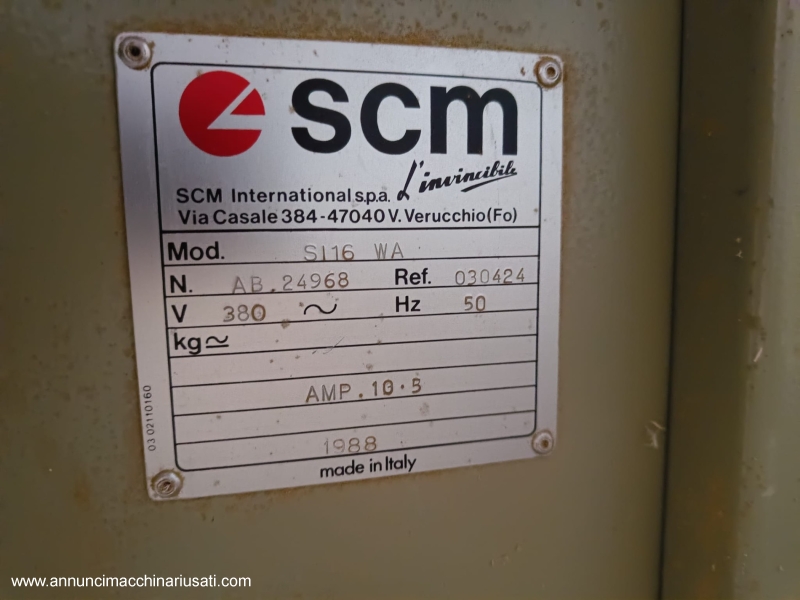 scm
L'invincibile
SCM International s.p.a.
Via Casale 384-47040 V. Verucchio (Fo)
Mod. SI16 WA
N. AB.24968 Ref. 030424
V 380 ~ Hz 50
kg≃
AMP.10.5
1988
made in Italy
03 02110160
www.annuncimacchinariusati.com